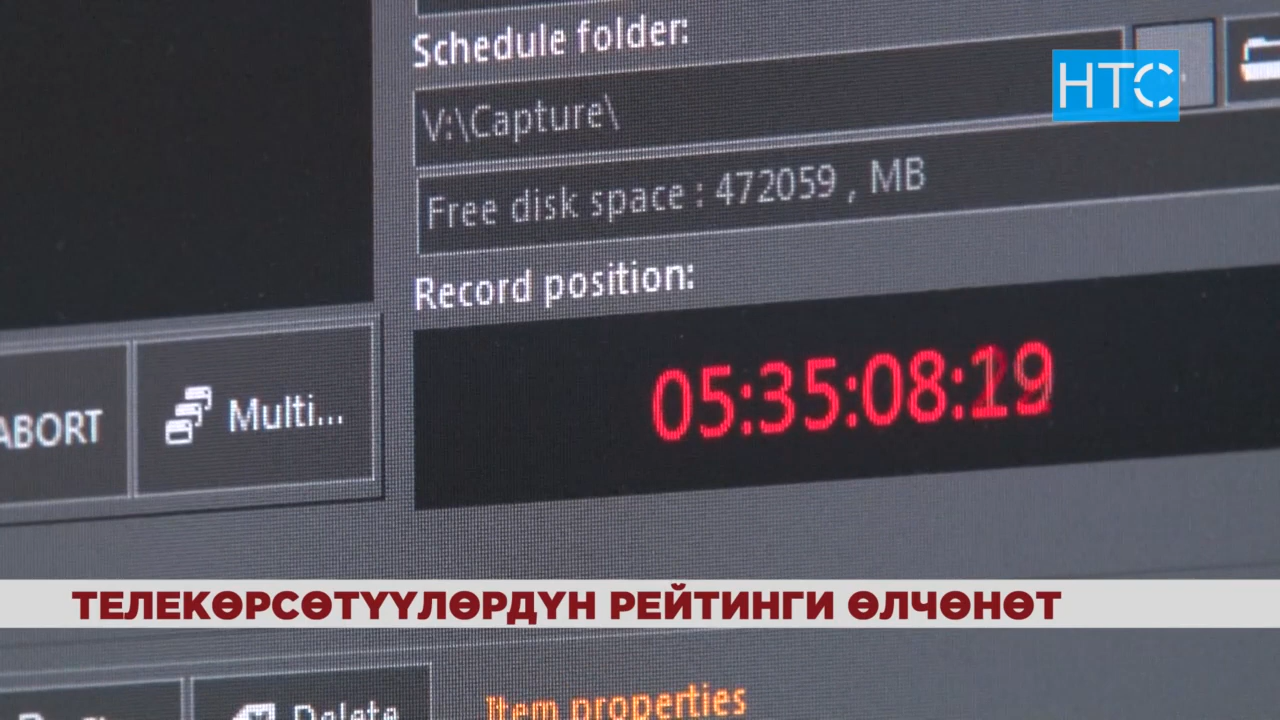 Schedule folder:
НТС
V:\Capture\
Free disk space : 472059 , MB
Record position:
05:35:08:19
ABORT
Multi...
ТЕЛЕКӨРСӨТҮҮЛӨРДҮН РЕЙТИНГИ ӨЛЧӨНӨТ
Delete
Item properties